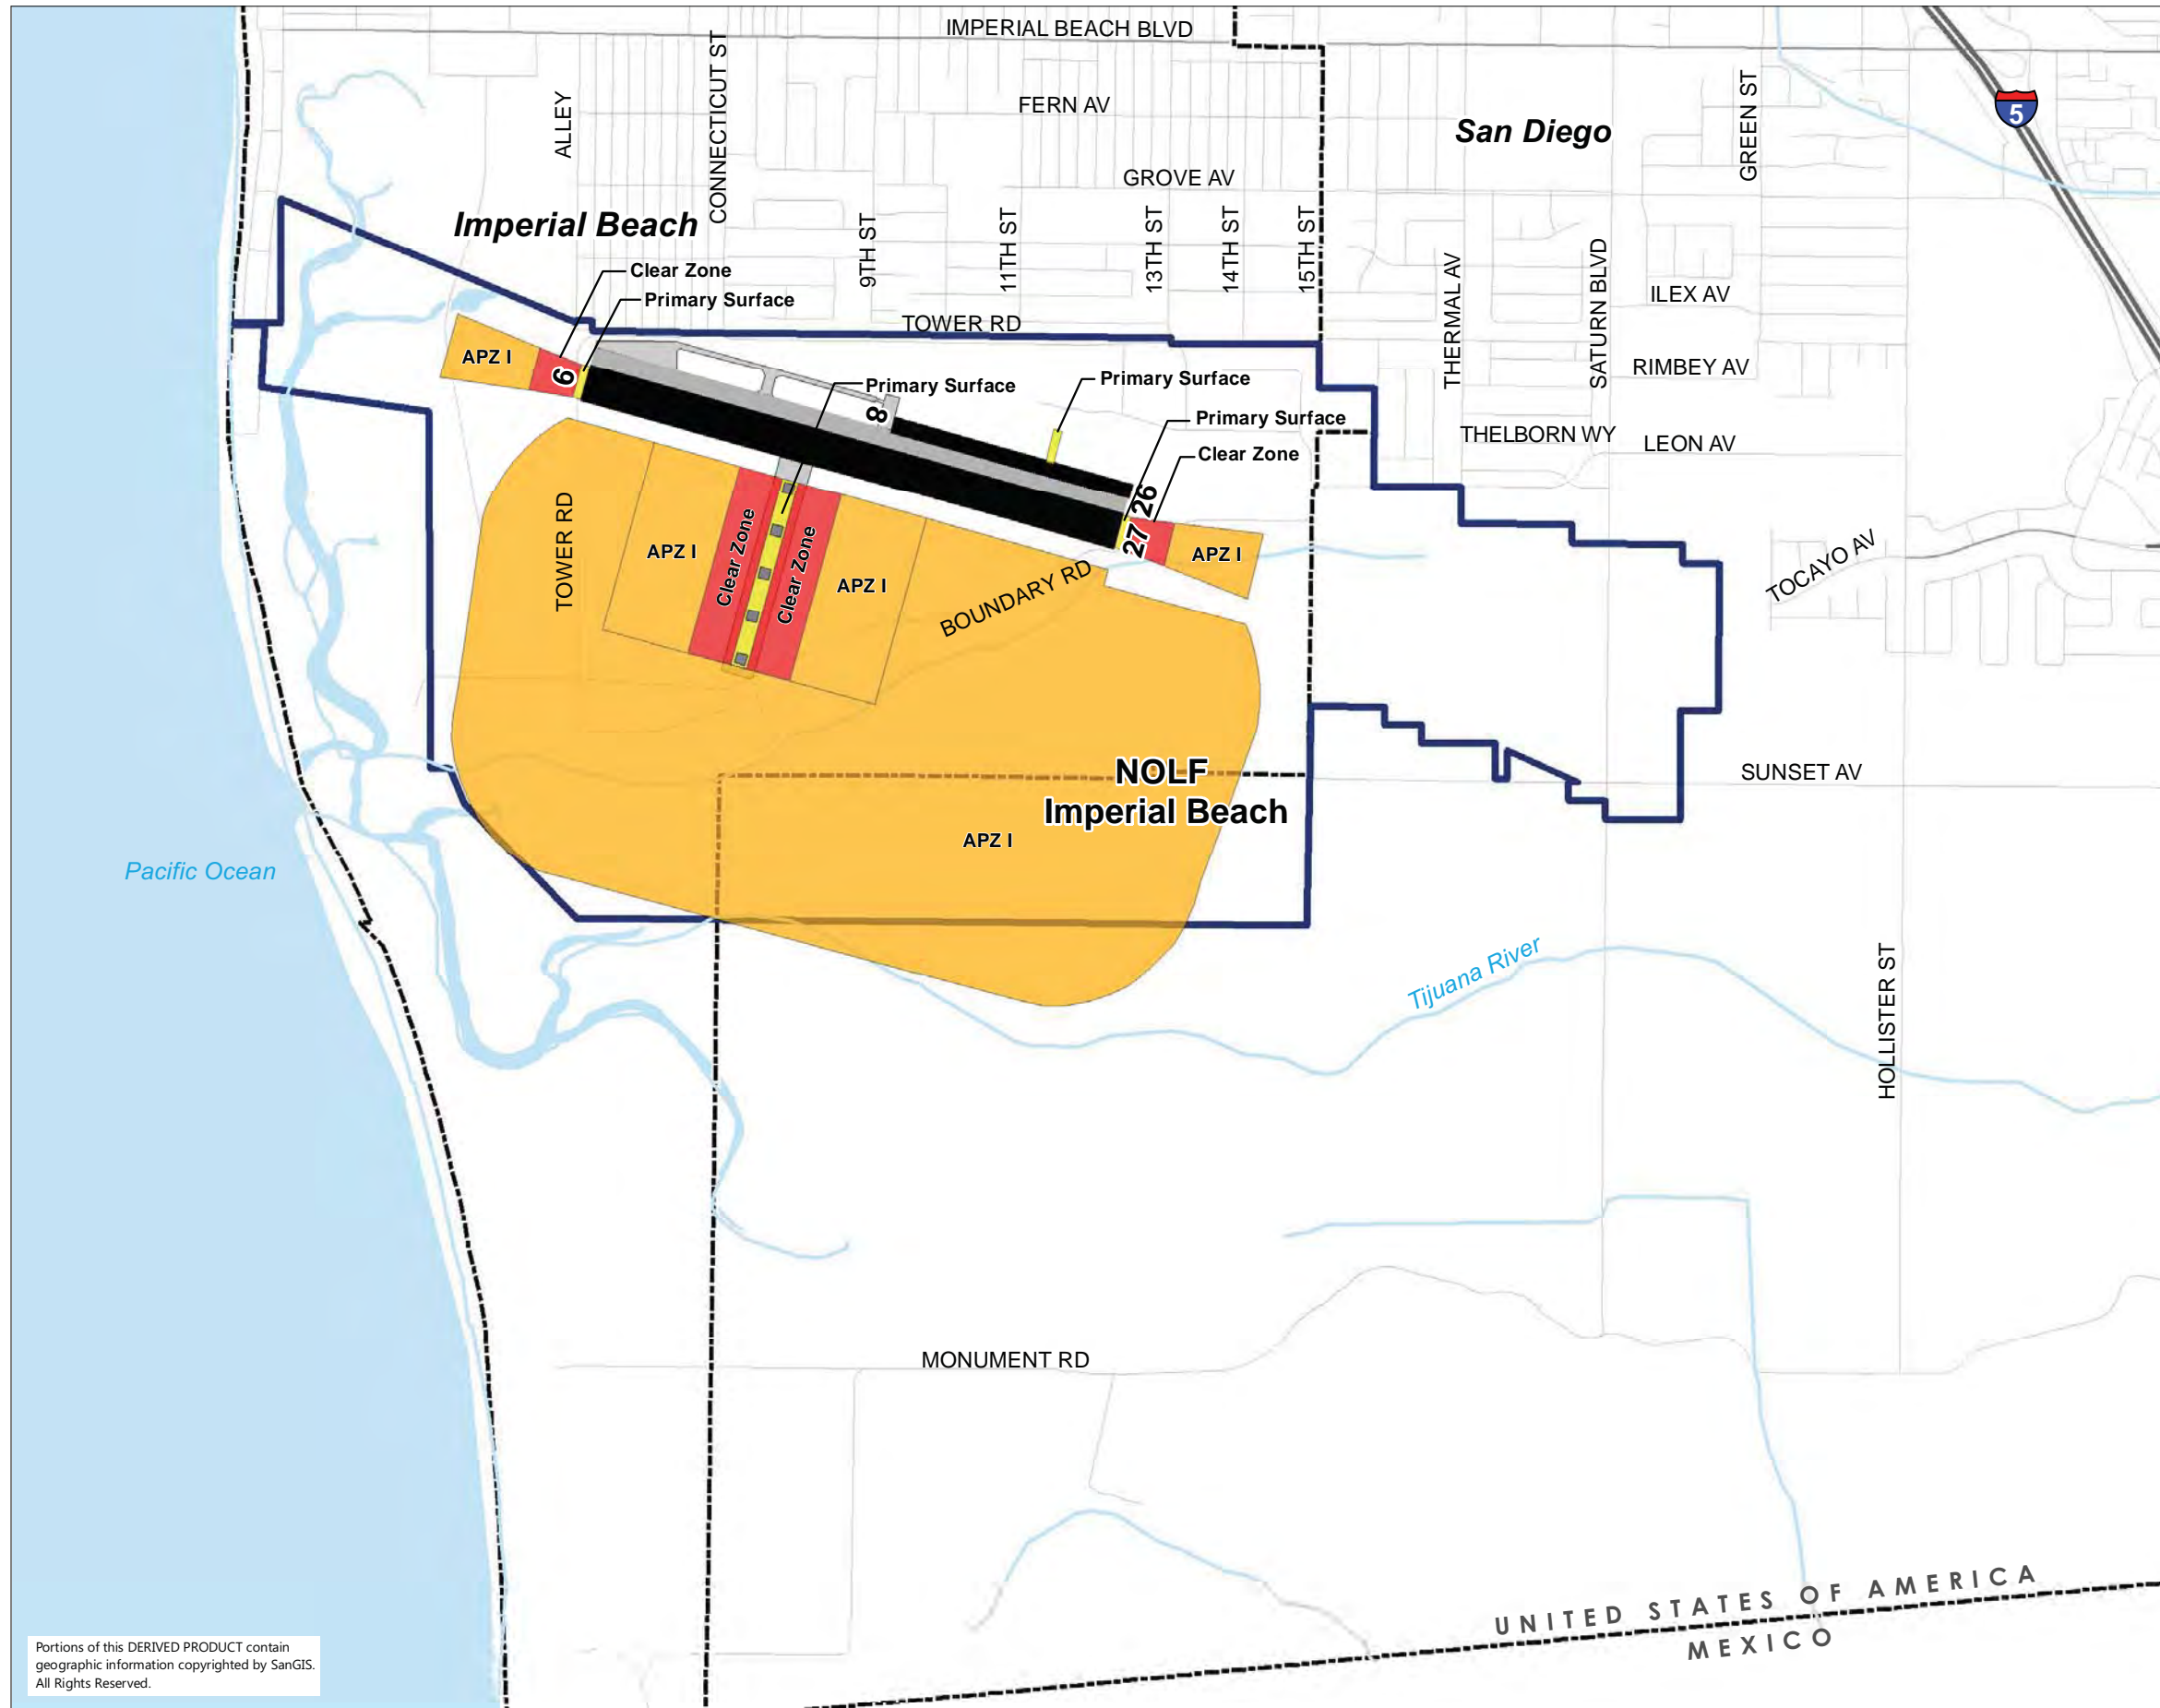 IMPERIAL BEACH BLVD
CONNECTICUT ST
ALLEY
FERN AV
GREEN ST
5
San Diego
GROVE AV
Imperial Beach
9TH ST
11TH ST
13TH ST
14TH ST
15TH ST
THERMAL AV
SATURN BLVD
Clear Zone
Primary Surface
ILEX AV
TOWER RD
APZ I
6
RIMBEY AV
Primary Surface
Primary Surface
8
Primary Surface
THELBORN WY
LEON AV
Clear Zone
26
27
APZ I
TOWER RD
APZ I
Clear Zone
Clear Zone
APZ I
BOUNDARY RD
TOCAYO AV
NOLF
Imperial Beach
SUNSET AV
APZ I
Pacific Ocean
Tijuana River
HOLLISTER ST
MONUMENT RD
UNITED STATES OF AMERICA
MEXICO
Portions of this DERIVED PRODUCT contain
geographic information copyrighted by SanGIS.
All Rights Reserved.